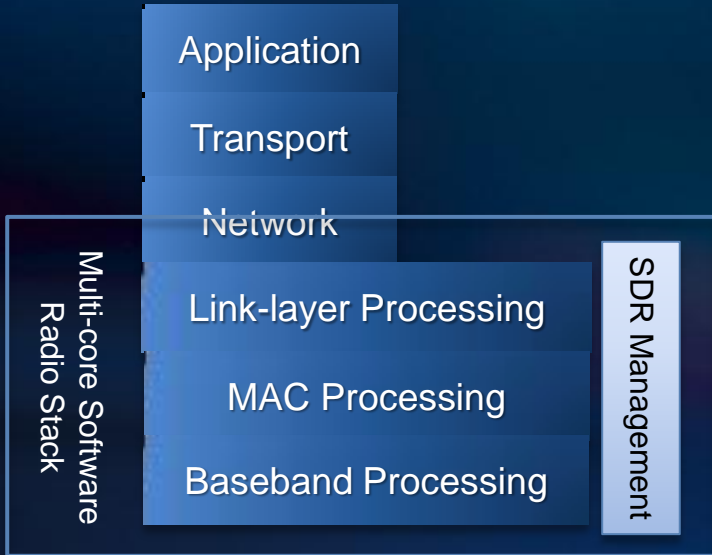 Application
Transport
Network
Multi-core Software
Radio Stack
Link-layer Processing
MAC Processing
Baseband Processing
SDR Management